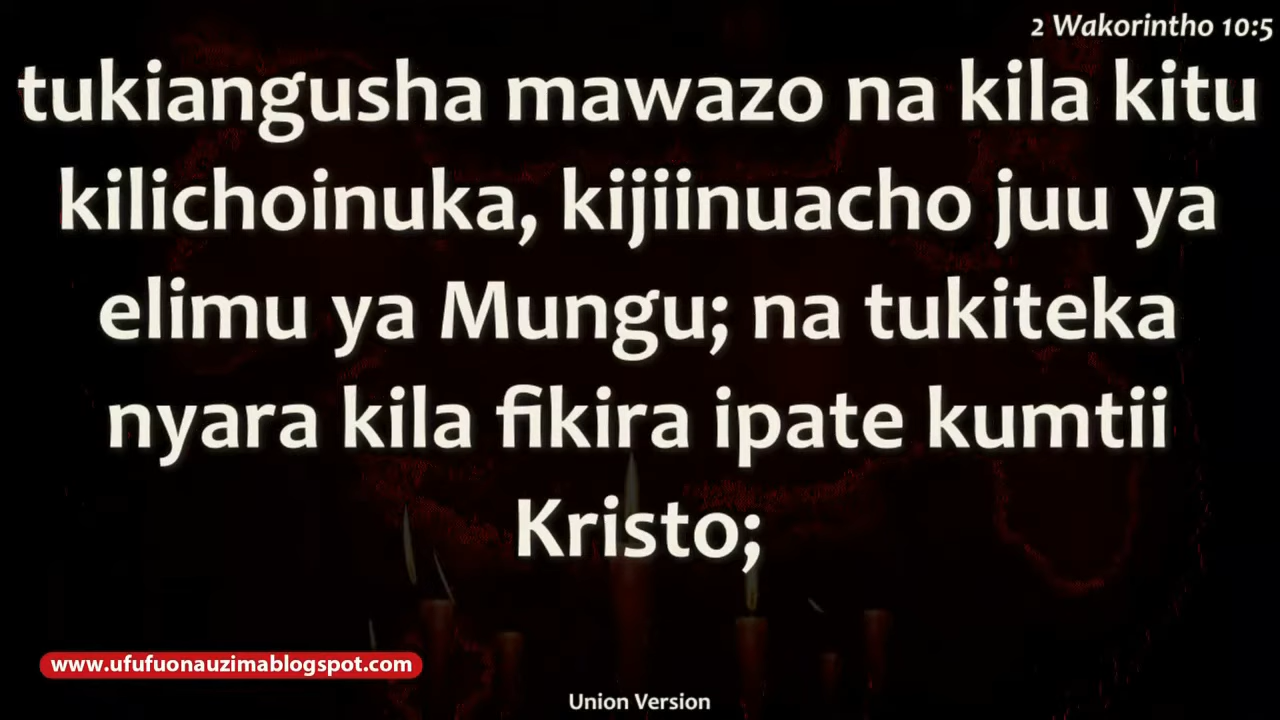 2 Wakorintho 10:5
tukiangusha mawazo na kila kitu
kilichoinuka, kijiinuacho juu ya
elimu ya Mungu; na tukiteka
nyara kila fikira ipate kumtii
Kristo;
www.ufufuonauzimablogspot.com
Union Version